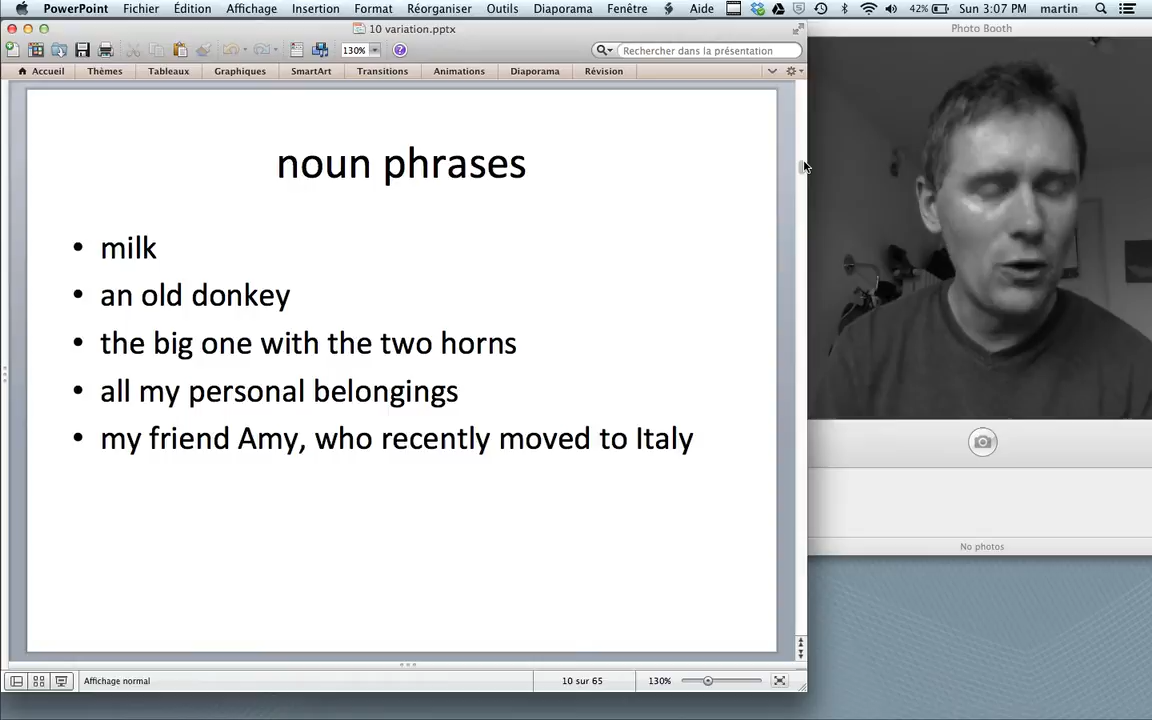 PowerPoint Fichier Édition Affichage Insertion Format Réorganiser Outils Diaporama Fenêtre Aide 42% Sun 3:07 PM martin
10 variation.pptx
Photo Booth
130% Rechercher dans la présentation
Accueil Thèmes Tableaux Graphiques SmartArt Transitions Animations Diaporama Révision
noun phrases
• milk
• an old donkey
• the big one with the two horns
• all my personal belongings
• my friend Amy, who recently moved to Italy
No photos
Affichage normal 10 sur 65 130%